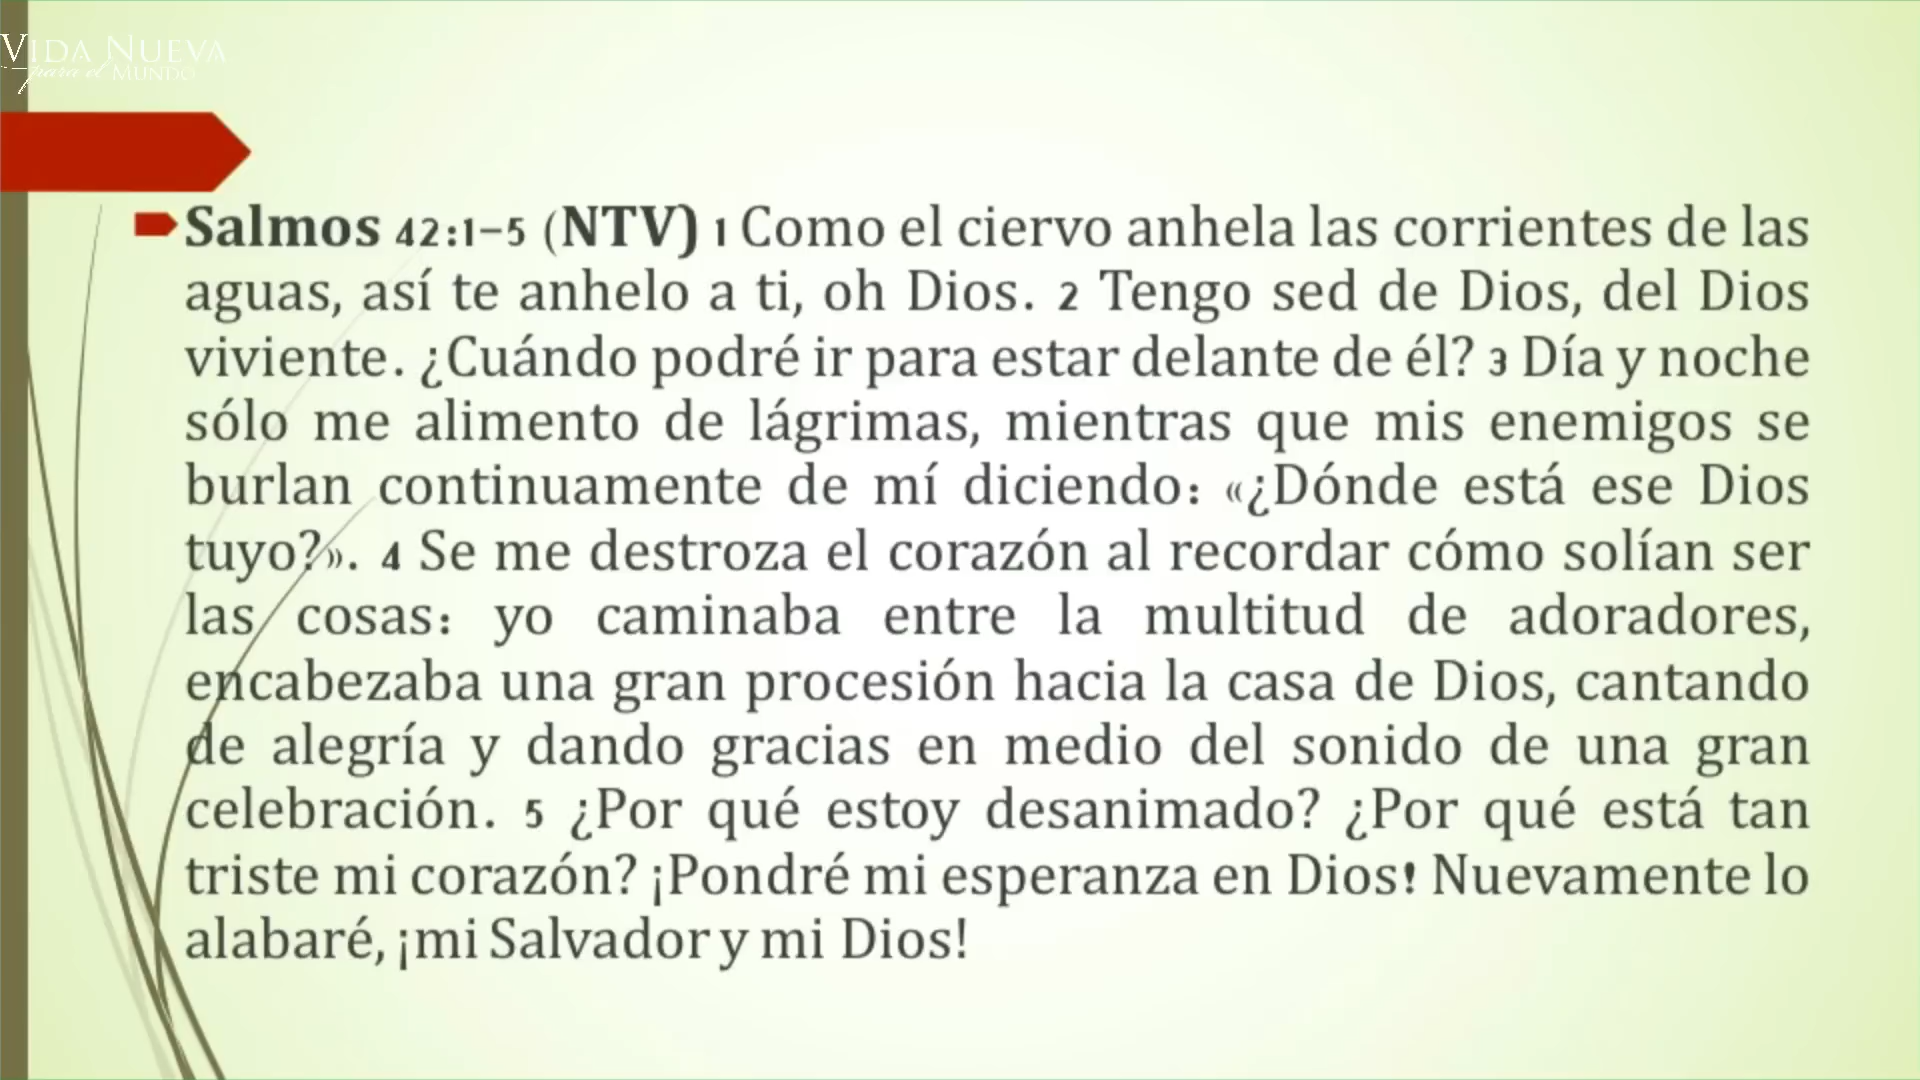 VIDA NUEVA
para el MUNDO
Salmos 42:1–5 (NTV) 1 Como el ciervo anhela las corrientes de las
aguas, así te anhelo a ti, oh Dios. 2 Tengo sed de Dios, del Dios
viviente. ¿Cuándo podré ir para estar delante de él? 3 Día y noche
sólo me alimento de lágrimas, mientras que mis enemigos se
burlan continuamente de mí diciendo: «¿Dónde está ese Dios
tuyo?». 4 Se me destroza el corazón al recordar cómo solían ser
las cosas: yo caminaba entre la multitud de adoradores,
encabezaba una gran procesión hacia la casa de Dios, cantando
de alegría y dando gracias en medio del sonido de una gran
celebración. 5 ¿Por qué estoy desanimado? ¿Por qué está tan
triste mi corazón? ¡Pondré mi esperanza en Dios! Nuevamente lo
alabaré, ¡mi Salvador y mi Dios!